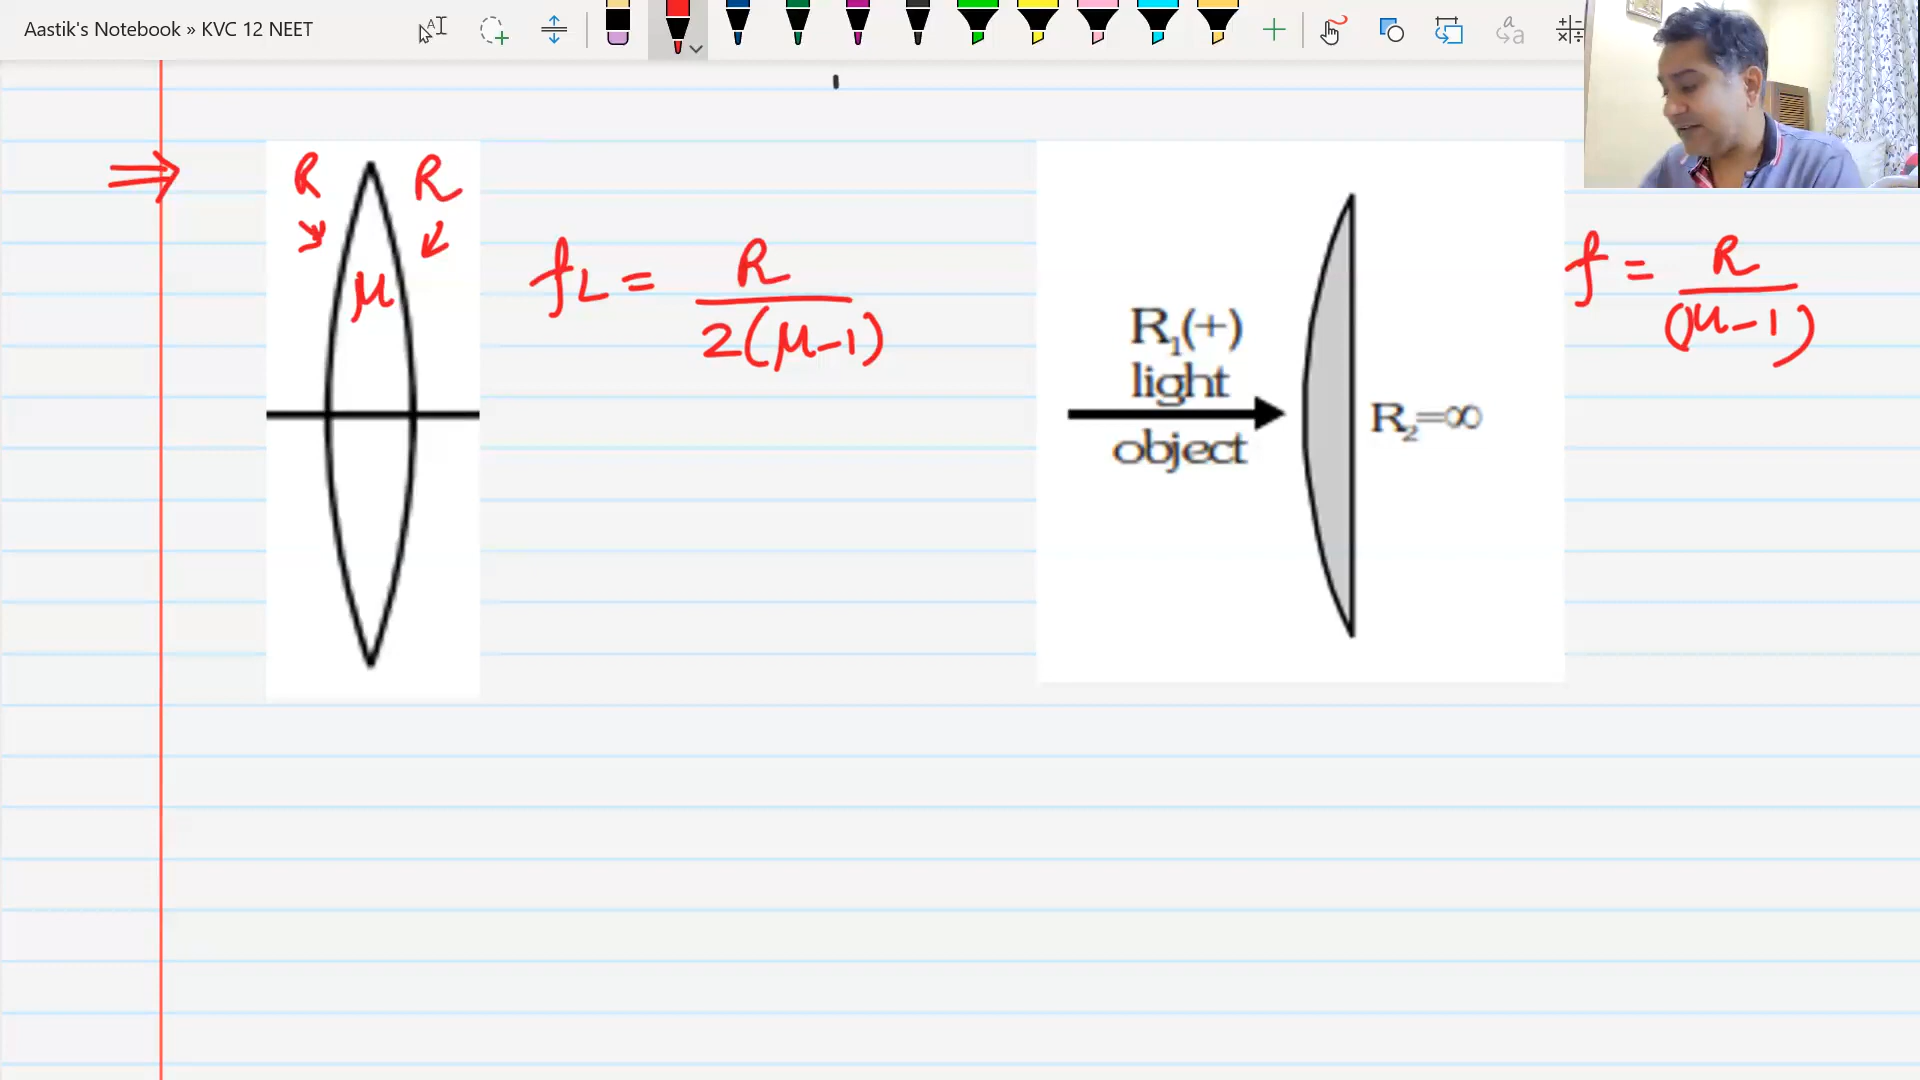 Aastik's Notebook » KVC 12 NEET
R R
μ
fL = R / 2(μ-1)
R₁(+)
light
object
R₂=∞
f = R / (μ-1)